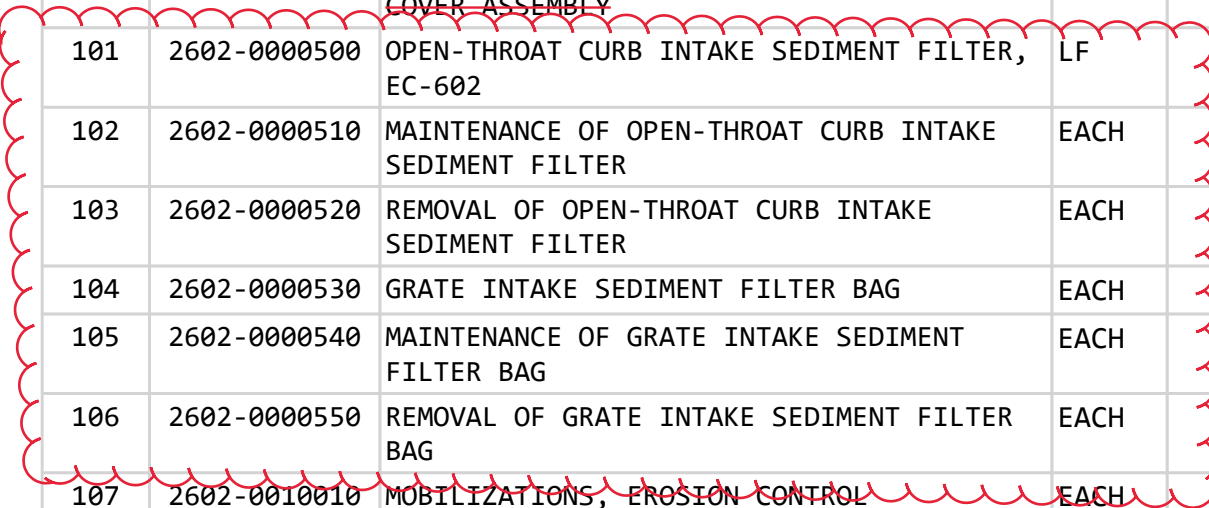 COVER ASSEMBLY
101 2602-0000500 OPEN-THROAT CURB INTAKE SEDIMENT FILTER, LF
EC-602
102 2602-0000510 MAINTENANCE OF OPEN-THROAT CURB INTAKE EACH
SEDIMENT FILTER
103 2602-0000520 REMOVAL OF OPEN-THROAT CURB INTAKE EACH
SEDIMENT FILTER
104 2602-0000530 GRATE INTAKE SEDIMENT FILTER BAG EACH
105 2602-0000540 MAINTENANCE OF GRATE INTAKE SEDIMENT EACH
FILTER BAG
106 2602-0000550 REMOVAL OF GRATE INTAKE SEDIMENT FILTER EACH
BAG
107 2602-0010010 MOBILIZATIONS, EROSION CONTROL EACH